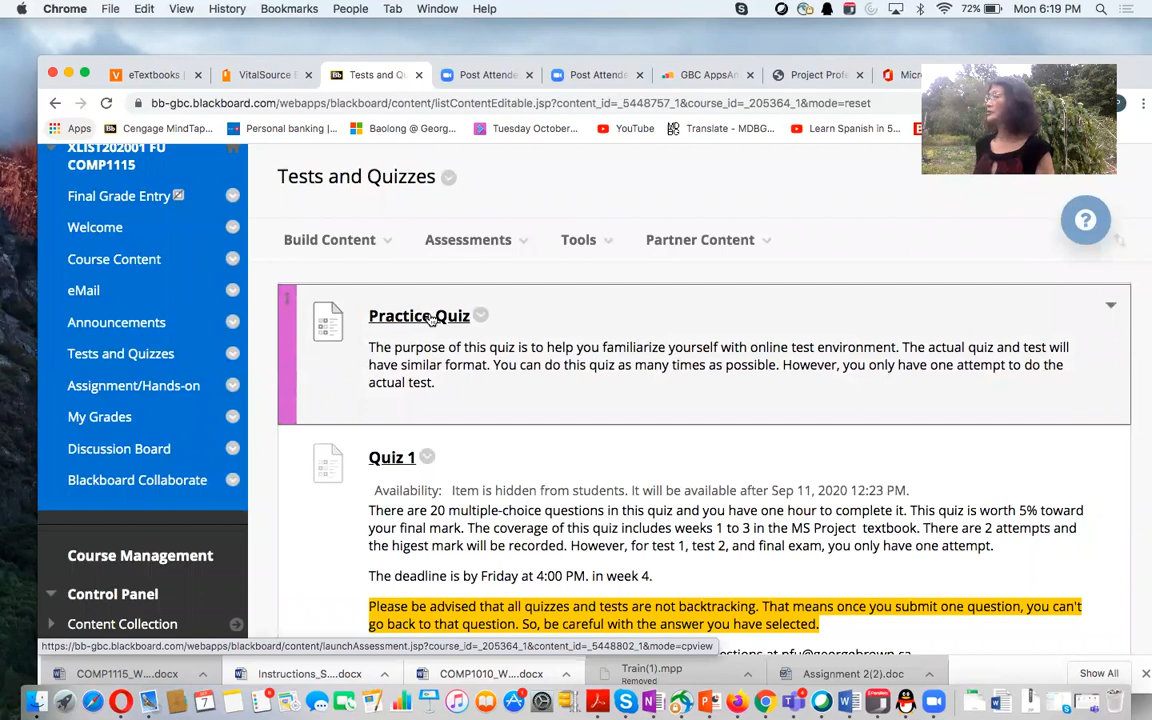 Chrome File Edit View History Bookmarks People Tab Window Help 72% Mon 6:19 PM
eTextbooks | VitalSource E Tests and Qu Post Attende Post Attende GBC AppsAn Project Profe Micr
bb-gbc.blackboard.com/webapps/blackboard/content/listContentEditable.jsp?content_id=_5448757_1&course_id=_205364_1&mode=reset
Apps Cengage MindTap... Personal banking |... Baolong @ Georg... Tuesday October... YouTube Translate - MDBG... Learn Spanish in 5...
XLIST202001 FU
COMP1115
Final Grade Entry
Welcome
Course Content
eMail
Announcements
Tests and Quizzes
Assignment/Hands-on
My Grades
Discussion Board
Blackboard Collaborate
Course Management
Control Panel
Content Collection
Tests and Quizzes
Build Content Assessments Tools Partner Content
Practice Quiz
The purpose of this quiz is to help you familiarize yourself with online test environment. The actual quiz and test will
have similar format. You can do this quiz as many times as possible. However, you only have one attempt to do the
actual test.
Quiz 1
Availability: Item is hidden from students. It will be available after Sep 11, 2020 12:23 PM.
There are 20 multiple-choice questions in this quiz and you have one hour to complete it. This quiz is worth 5% toward
your final mark. The coverage of this quiz includes weeks 1 to 3 in the MS Project textbook. There are 2 attempts and
the higest mark will be recorded. However, for test 1, test 2, and final exam, you only have one attempt.
The deadline is by Friday at 4:00 PM. in week 4.
Please be advised that all quizzes and tests are not backtracking. That means once you submit one question, you can't
go back to that question. So, be careful with the answer you have selected.
https://bb-gbc.blackboard.com/webapps/blackboard/content/launchAssessment.jsp?course_id=_205364_1&content_id=_5448802_1&mode=cpview
COMP1115_W....docx Instructions_S....docx COMP1010_W....docx Train(1).mpp Assignment 2(2).doc Show All
Removed